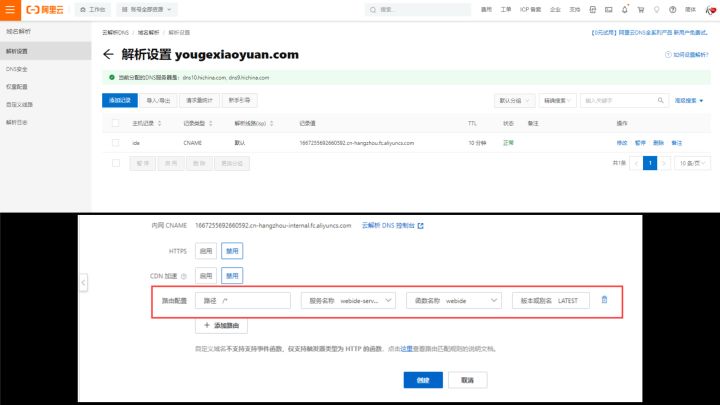 阿里云 工作台 账号全部资源 搜索... 费用 工单 ICP 备案 企业 支持 简体
域名解析
解析设置
DNS安全
权重配置
自定义线路
解析日志
云解析DNS / 域名解析 / 解析设置
【0元试用】阿里云DNS全系列产品 新用户免费试。
← 解析设置 yougexiaoyuan.com
如何设置解析?
当前分配的DNS服务器是: dns10.hichina.com, dns9.hichina.com
添加记录 导入/导出 请求量统计 新手引导 默认分组 精确搜索 输入关键字 高级搜索
主机记录 记录类型 解析线路(isp) 记录值 TTL 状态 备注 操作
ide CNAME 默认 1667255692660592.cn-hangzhou.fc.aliyuncs.com 10 分钟 正常 修改 暂停 删除 备注
暂停 启用 删除 更换分组 共1条 1 10 条/页
内网 CNAME 1667255692660592.cn-hangzhou-internal.fc.aliyuncs.com 云解析 DNS 控制台
HTTPS 启用 禁用
CDN 加速 启用 禁用
路由配置 路径 /* 服务名称 webide-serv... 函数名称 webide 版本或别名 LATEST
+ 添加路由
自定义域名不支持支持事件函数，仅支持触发器类型为 HTTP 的函数，点击这里查看路由匹配规则的说明文档。
创建 取消